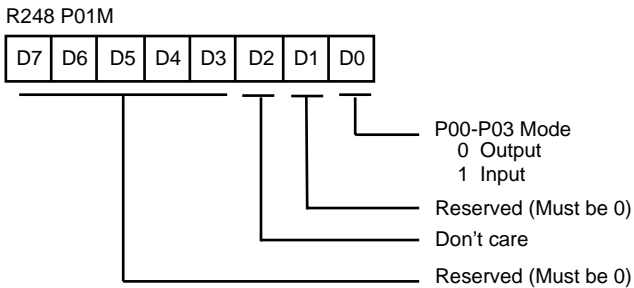 R248 P01M
D7 D6 D5 D4 D3 D2 D1 D0
P00-P03 Mode
0 Output
1 Input
Reserved (Must be 0)
Don't care
Reserved (Must be 0)